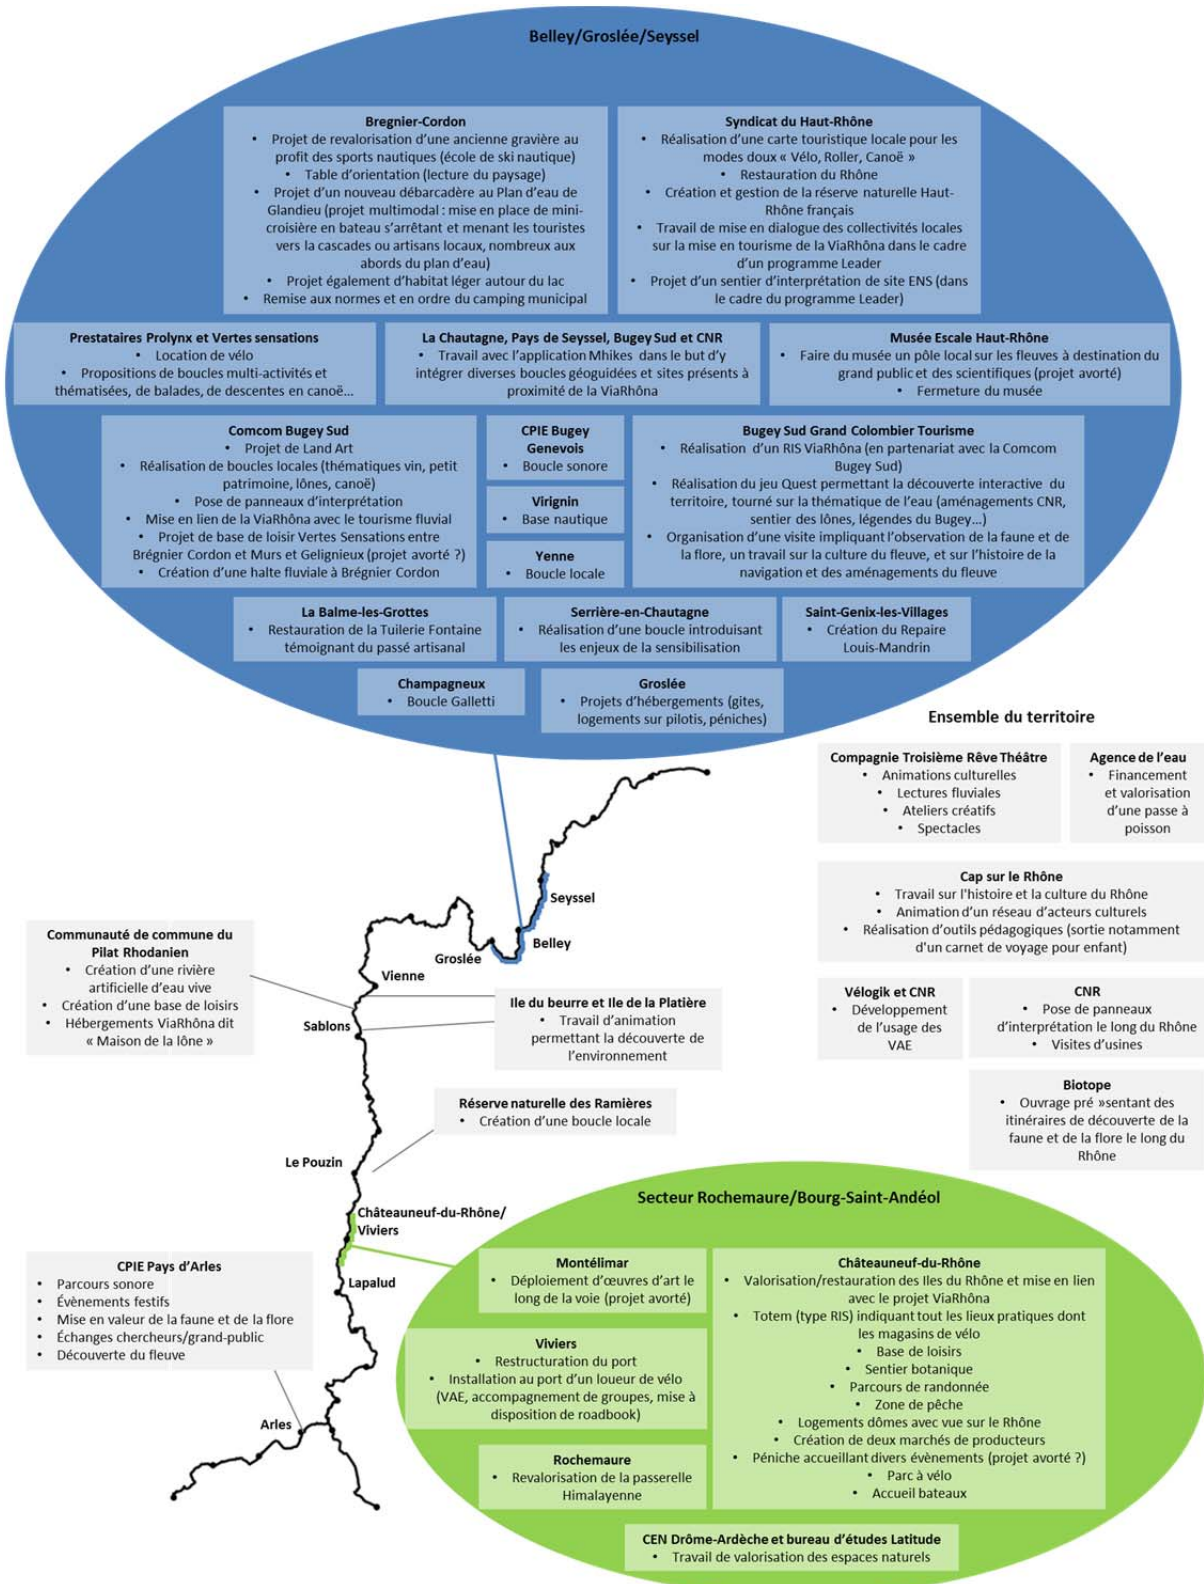 Belley/Groslée/Seyssel
Bregnier-Cordon
• Projet de revalorisation d'une ancienne gravière au
profit des sports nautiques (école de ski nautique)
• Table d'orientation (lecture du paysage)
• Projet d'un nouveau débarcadère au Plan d'eau de
Glandieu (projet multimodal : mise en place de mini-
croisière en bateau s'arrêtant et menant les touristes
vers la cascades ou artisans locaux, nombreux aux
abords du plan d'eau)
• Projet également d'habitat léger autour du lac
• Remise aux normes et en ordre du camping municipal
Syndicat du Haut-Rhône
• Réalisation d'une carte touristique locale pour les
modes doux « Vélo, Roller, Canoë »
• Restauration du Rhône
• Création et gestion de la réserve naturelle Haut-
Rhône français
• Travail de mise en dialogue des collectivités locales
sur la mise en tourisme de la ViaRhôna dans le cadre
d'un programme Leader
• Projet d'un sentier d'interprétation de site ENS (dans
le cadre du programme Leader)
Prestataires Prolynx et Vertes sensations
• Location de vélo
• Propositions de boucles multi-activités et
thématisées, de balades, de descentes en canoë…
La Chautagne, Pays de Seyssel, Bugey Sud et CNR
• Travail avec l'application Mhikes dans le but d'y
intégrer diverses boucles géoguidées et sites présents à
proximité de la ViaRhôna
Musée Escale Haut-Rhône
• Faire du musée un pôle local sur les fleuves à destination du
grand public et des scientifiques (projet avorté)
• Fermeture du musée
Comcom Bugey Sud
• Projet de Land Art
• Réalisation de boucles locales (thématiques vin, petit
patrimoine, lônes, canoë)
• Pose de panneaux d'interprétation
• Mise en lien de la ViaRhôna avec le tourisme fluvial
• Projet de base de loisir Vertes Sensations entre
Brégnier Cordon et Murs et Gelignieux (projet avorté ?)
• Création d'une halte fluviale à Brégnier Cordon
CPIE Bugey
Genevois
• Boucle sonore
Virignin
• Base nautique
Yenne
• Boucle locale
Bugey Sud Grand Colombier Tourisme
• Réalisation d'un RIS ViaRhôna (en partenariat avec la Comcom
Bugey Sud)
• Réalisation du jeu Quest permettant la découverte interactive du
territoire, tourné sur la thématique de l'eau (aménagements CNR,
sentier des lônes, légendes du Bugey…)
• Organisation d'une visite impliquant l'observation de la faune et de
la flore, un travail sur la culture du fleuve, et sur l'histoire de la
navigation et des aménagements du fleuve
La Balme-les-Grottes
• Restauration de la Tuilerie Fontaine
témoignant du passé artisanal
Serrière-en-Chautagne
• Réalisation d'une boucle introduisant
les enjeux de la sensibilisation
Saint-Genix-les-Villages
• Création du Repaire
Louis-Mandrin
Champagneux
• Boucle Galletti
Groslée
• Projets d'hébergements (gites,
logements sur pilotis, péniches)
Ensemble du territoire
Compagnie Troisième Rêve Théâtre
• Animations culturelles
• Lectures fluviales
• Ateliers créatifs
• Spectacles
Agence de l'eau
• Financement
et valorisation
d'une passe à
poisson
Cap sur le Rhône
• Travail sur l'histoire et la culture du Rhône
• Animation d'un réseau d'acteurs culturels
• Réalisation d'outils pédagogiques (sortie notamment
d'un carnet de voyage pour enfant)
Vélogik et CNR
• Développement
de l'usage des
VAE
CNR
• Pose de panneaux
d'interprétation le long du Rhône
• Visites d'usines
Biotope
• Ouvrage pré »sentant des
itinéraires de découverte de la
faune et de la flore le long du
Rhône
Seyssel
Belley
Groslée
Vienne
Sablons
Le Pouzin
Châteauneuf-du-Rhône/
Viviers
Lapalud
Arles
Communauté de commune du
Pilat Rhodanien
• Création d'une rivière
artificielle d'eau vive
• Création d'une base de loisirs
• Hébergements ViaRhôna dit
« Maison de la lône »
Ile du beurre et Ile de la Platière
• Travail d'animation
permettant la découverte de
l'environnement
Réserve naturelle des Ramières
• Création d'une boucle locale
CPIE Pays d'Arles
• Parcours sonore
• Évènements festifs
• Mise en valeur de la faune et de la flore
• Échanges chercheurs/grand-public
• Découverte du fleuve
Secteur Rochemaure/Bourg-Saint-Andéol
Montélimar
• Déploiement d'œuvres d'art le
long de la voie (projet avorté)
Viviers
• Restructuration du port
• Installation au port d'un loueur de vélo
(VAE, accompagnement de groupes, mise à
disposition de roadbook)
Rochemaure
• Revalorisation de la passerelle
Himalayenne
Châteauneuf-du-Rhône
• Valorisation/restauration des Iles du Rhône et mise en lien
avec le projet ViaRhôna
• Totem (type RIS) indiquant tout les lieux pratiques dont
les magasins de vélo
• Base de loisirs
• Sentier botanique
• Parcours de randonnée
• Zone de pêche
• Logements dômes avec vue sur le Rhône
• Création de deux marchés de producteurs
• Péniche accueillant divers évènements (projet avorté ?)
• Parc à vélo
• Accueil bateaux
CEN Drôme-Ardèche et bureau d'études Latitude
• Travail de valorisation des espaces naturels